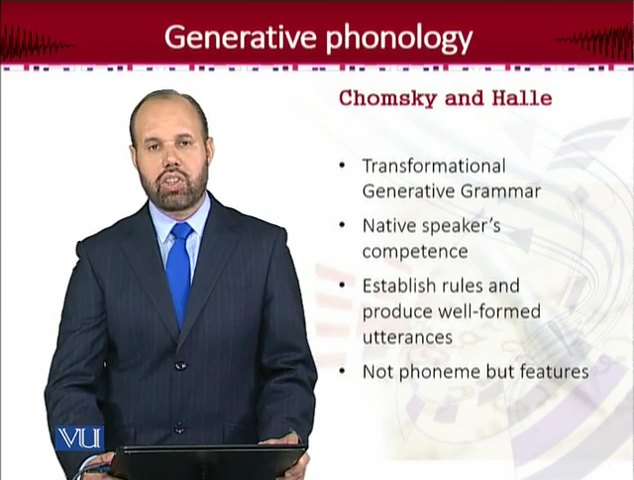 Generative phonology
Chomsky and Halle
• Transformational
Generative Grammar
• Native speaker's
competence
• Establish rules and
produce well-formed
utterances
• Not phoneme but features
VU